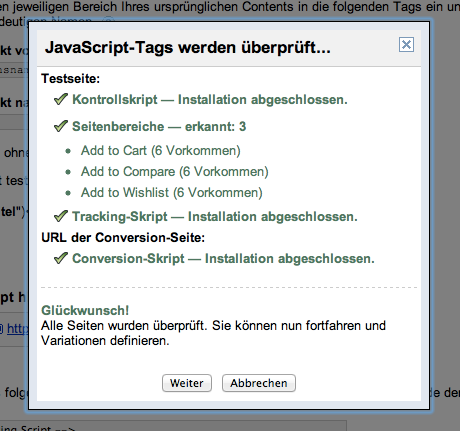 en jeweiligen Bereich Ihres ursprünglichen Contents in die folgenden Tags ein un
JavaScript-Tags werden überprüft...
Testseite:
Kontrollskript — Installation abgeschlossen.
Seitenbereiche — erkannt: 3
Add to Cart (6 Vorkommen)
Add to Compare (6 Vorkommen)
Add to Wishlist (6 Vorkommen)
Tracking-Skript — Installation abgeschlossen.
URL der Conversion-Seite:
Conversion-Skript — Installation abgeschlossen.
Glückwunsch!
Alle Seiten wurden überprüft. Sie können nun fortfahren und
Variationen definieren.
Weiter Abbrechen